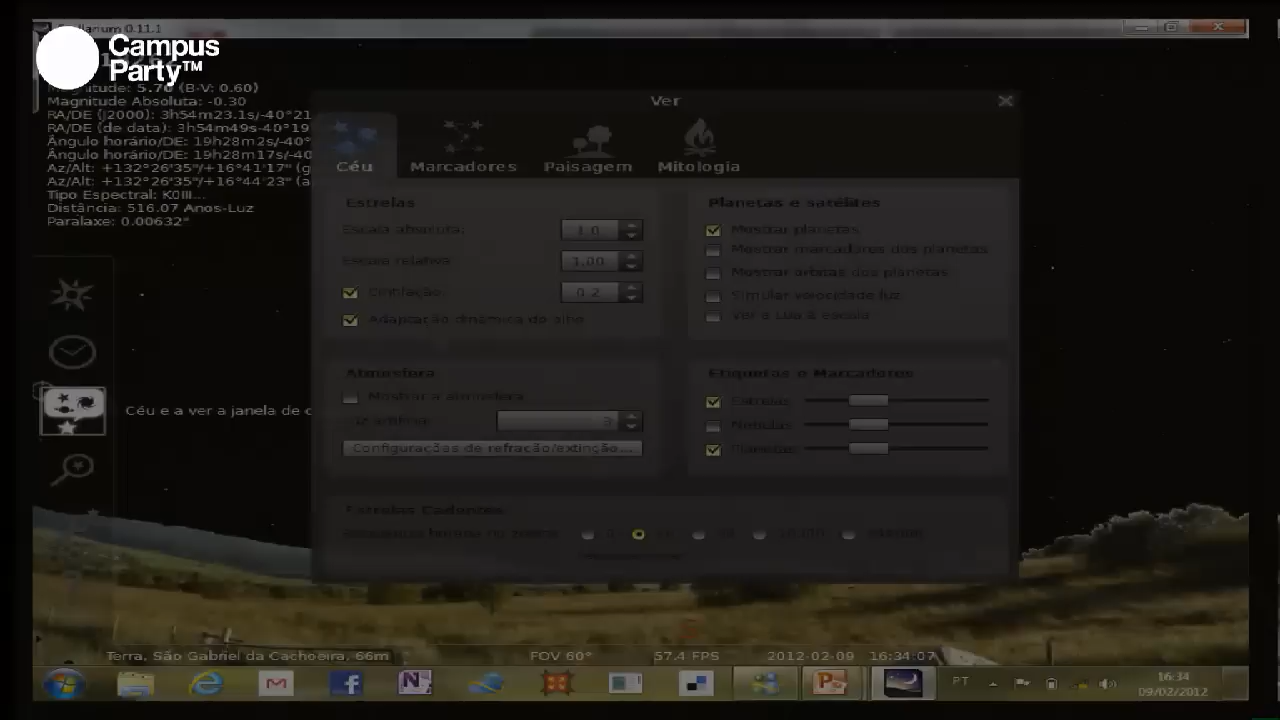 Stellarium 0.11.1
Campus
Party™
Magnitude: 5.70 (B-V: 0.60)
Magnitude Absoluta: -0.30
RA/DE (J2000): 3h54m23.1s/-40°21
RA/DE (de data): 3h54m49s-40°19
Ângulo horário/DE: 19h28m2s/-40°
Ângulo horário/DE: 19h28m17s/-40
Az/Alt: +132°26'35"/+16°41'17" (g
Az/Alt: +132°26'35"/+16°44'23" (a
Tipo Espectral: K0III...
Distância: 516.07 Anos-Luz
Paralaxe: 0.00632"
Ver
Céu Marcadores Paisagem Mitologia
Estrelas
Escala absoluta: 1.0
Escala relativa: 1.00
Cintilação: 0.2
Adaptação dinâmica do olho
Planetas e satélites
Mostrar planetas
Mostrar marcadores dos planetas
Mostrar órbitas dos planetas
Simular velocidade luz
Ver a Lua à escala
Atmosfera
Mostrar a atmosfera
3
Configurações de refração/extinção...
Etiquetas e Marcadores
Estrelas
Nébulas
Planetas
Estrelas Cadentes
Céu e a ver a janela de o
Terra, São Gabriel da Cachoeira, 66m FOV 60° 57.4 FPS 2012-02-09 16:34:07
PT
16:34
09/02/2012